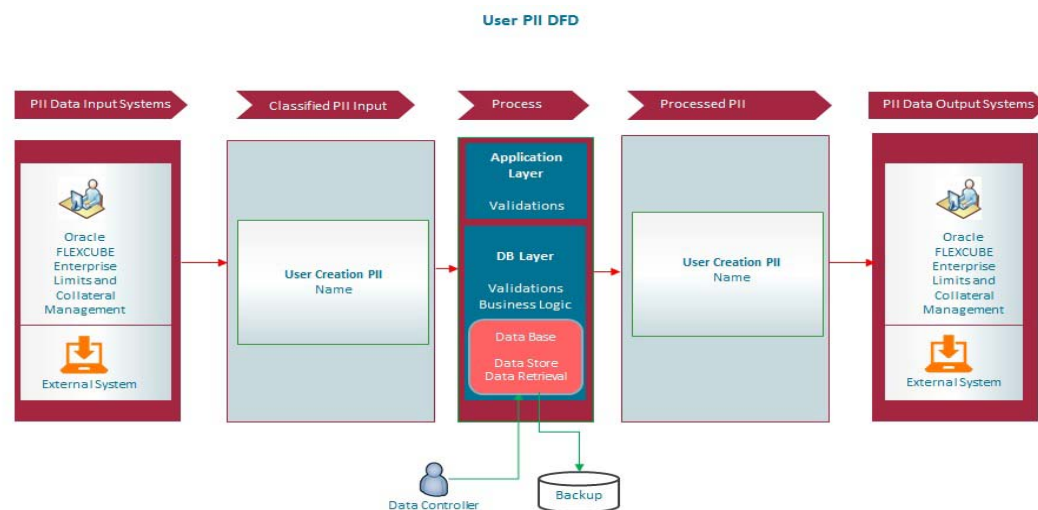 User PII DFD
PII Data Input Systems
Classified PII Input
Process
Processed PII
PII Data Output Systems
Oracle
FLEXCUBE
Enterprise
Limits and
Collateral
Management
External System
User Creation PII
Name
Application
Layer
Validations
DB Layer
Validations
Business Logic
Data Base
Data Store
Data Retrieval
User Creation PII
Name
Oracle
FLEXCUBE
Enterprise
Limits and
Collateral
Management
External System
Data Controller
Backup